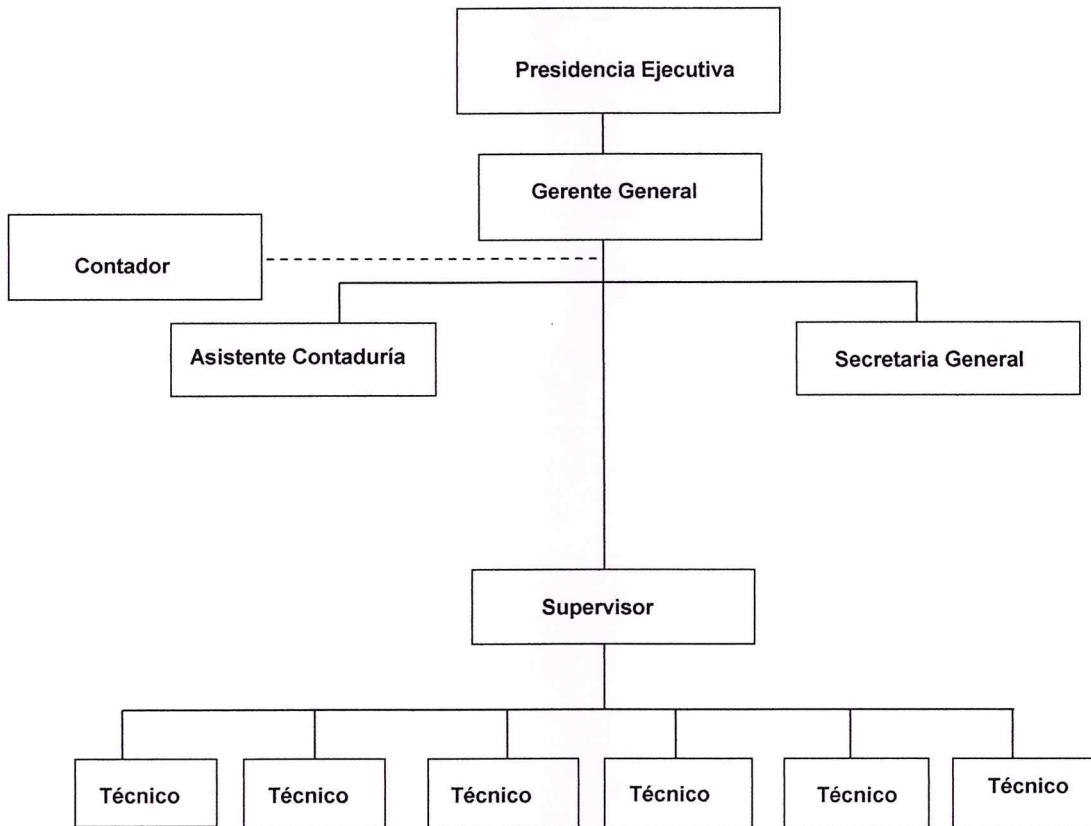 Presidencia Ejecutiva
Gerente General
Contador
Asistente Contaduría
Secretaria General
Supervisor
Técnico
Técnico
Técnico
Técnico
Técnico
Técnico